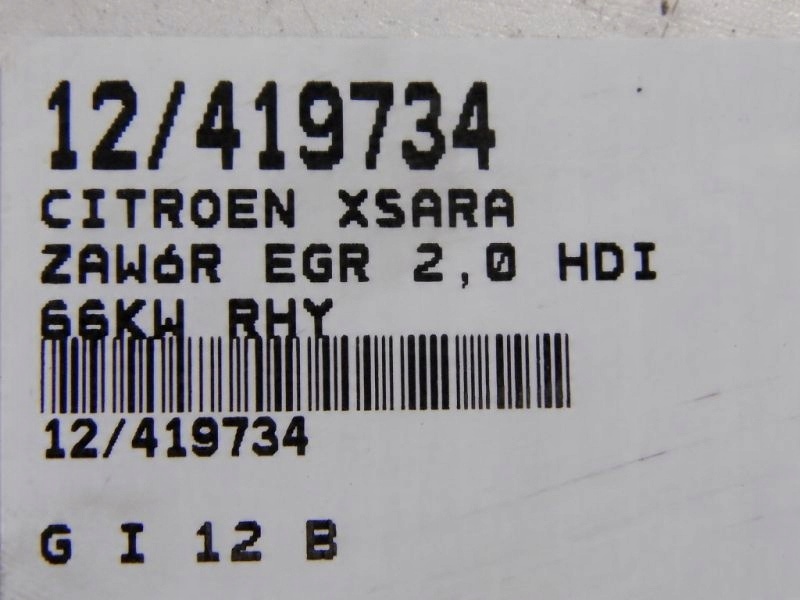 12/419734
CITROEN XSARA
ZAWóR EGR 2,0 HDI
66KW RHY
12/419734
G I 12 B